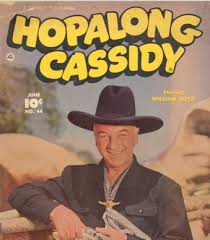 HOPALONG
CASSIDY
JUNE
10¢
NO. 44
WILLIAM BOYD